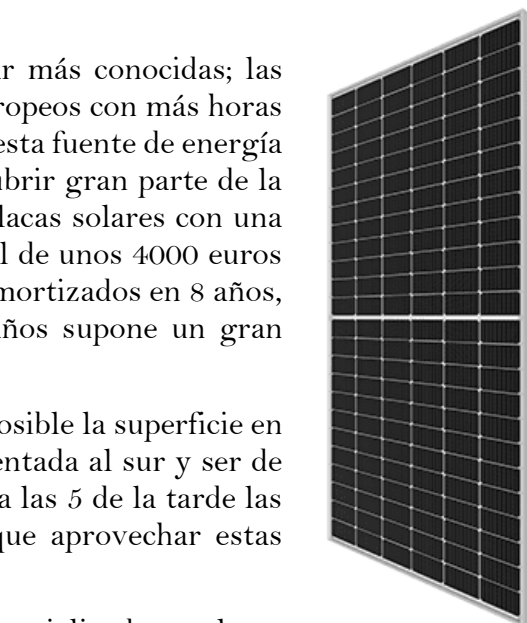 r más conocidas; las
ropeos con más horas
esta fuente de energía
ubrir gran parte de la
lacas solares con una
l de unos 4000 euros
mortizados en 8 años,
ños supone un gran
osible la superficie en
entada al sur y ser de
a las 5 de la tarde las
que aprovechar estas